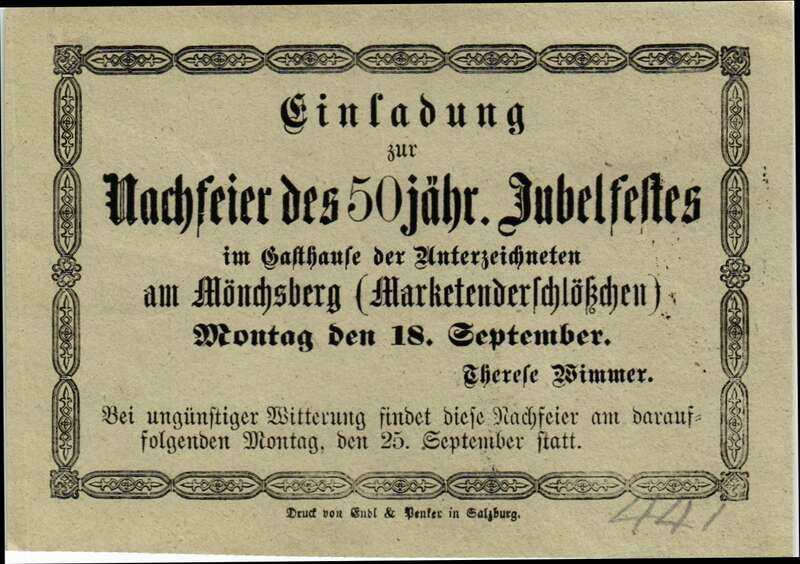 Einladung
zur
Nachfeier des 50jähr. Jubelfestes
im Gasthause der Unterzeichneten
am Mönchsberg (Marketenderschlößchen)
Montag den 18. September.
Therese Wimmer.
Bei ungünstiger Witterung findet diese Nachfeier am darauf-
folgenden Montag, den 25. September statt.
Druck von Endl & Penker in Salzburg.
441